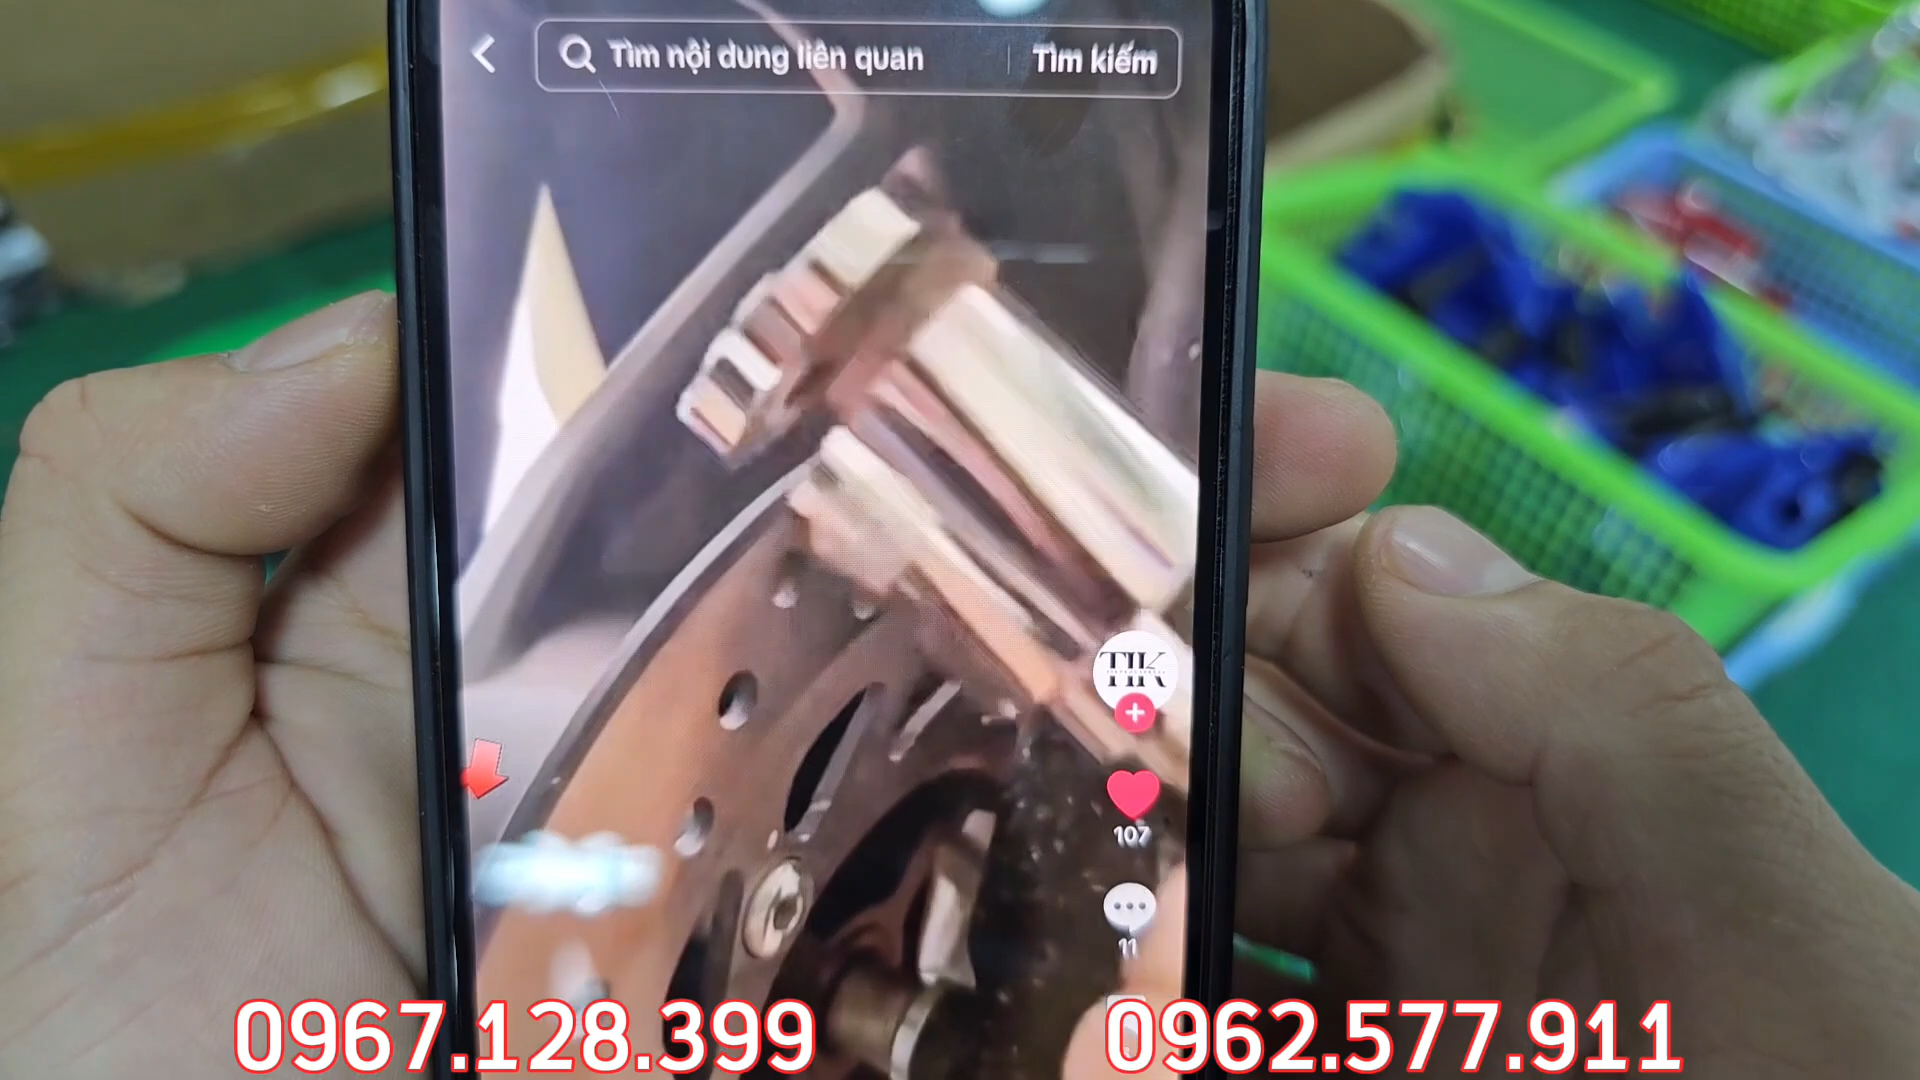 Tìm nội dung liên quan
Tìm kiếm
TIK
107
11
0967.128.399
0962.577.911